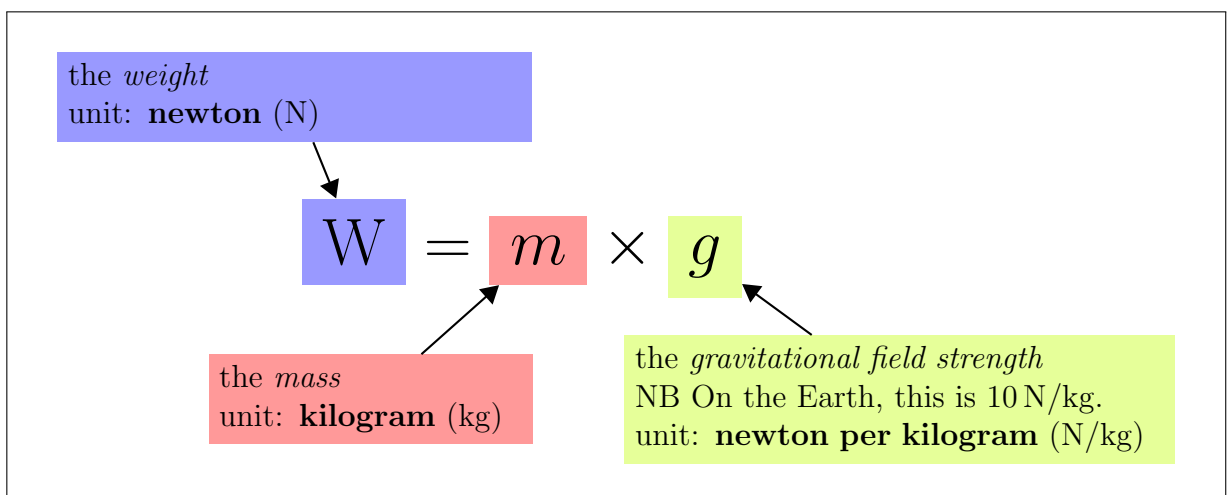 the weight
unit: newton (N)
W = m × g
the mass
unit: kilogram (kg)
the gravitational field strength
NB On the Earth, this is 10 N/kg.
unit: newton per kilogram (N/kg)